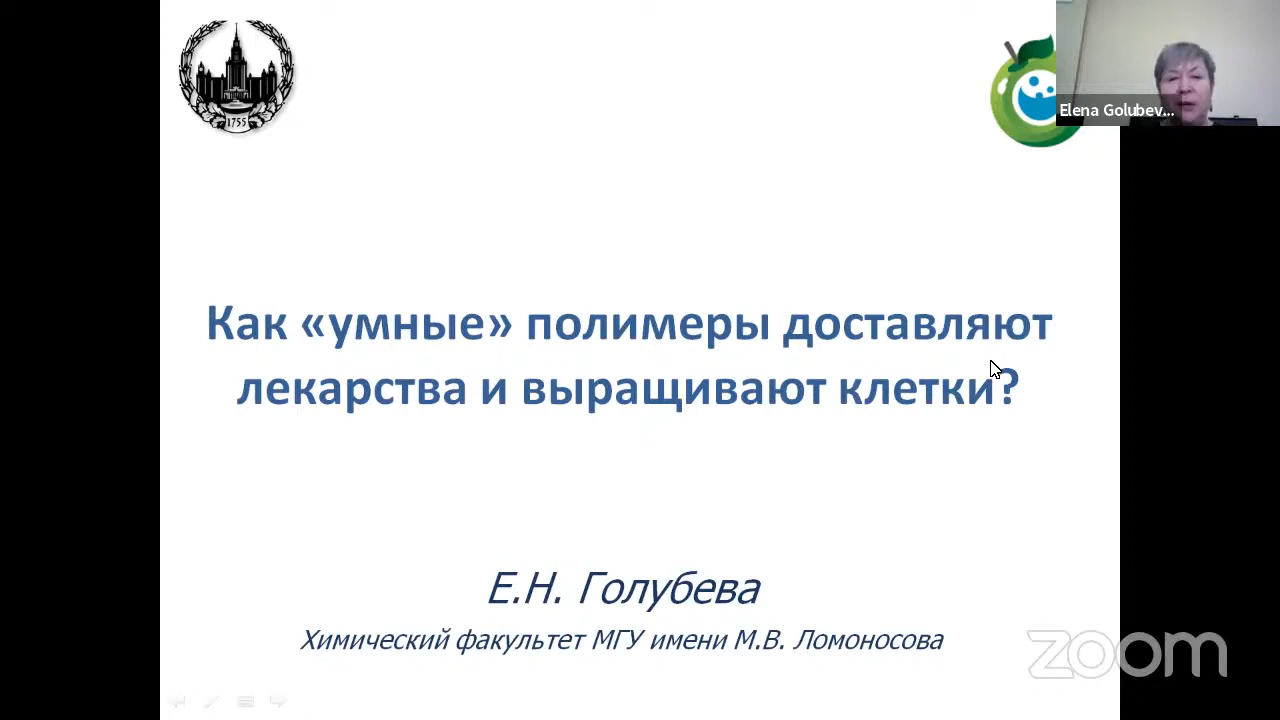 1755
Elena Golubev...
Как «умные» полимеры доставляют
лекарства и выращивают клетки?
Е.Н. Голубева
Химический факультет МГУ имени М.В. Ломоносова
zoom